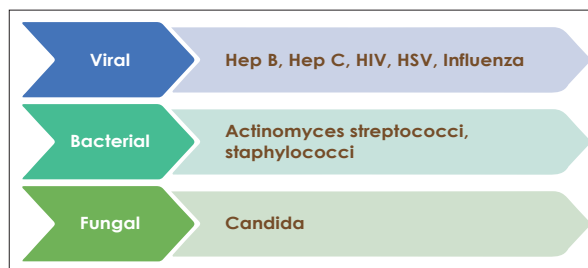 Viral
Hep B, Hep C, HIV, HSV, Influenza
Bacterial
Actinomyces streptococci,
staphylococci
Fungal
Candida